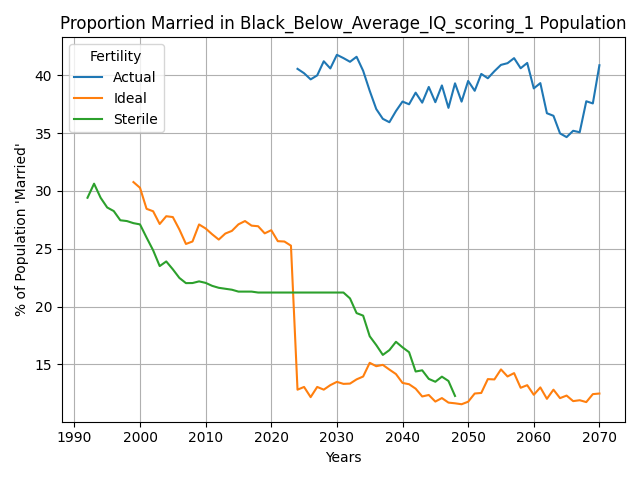 Proportion Married in Black_Below_Average_IQ_scoring_1 Population
Fertility
Actual
Ideal
Sterile
% of Population 'Married'
40
35
30
25
20
15
1990
2000
2010
2020
2030
2040
2050
2060
2070
Years